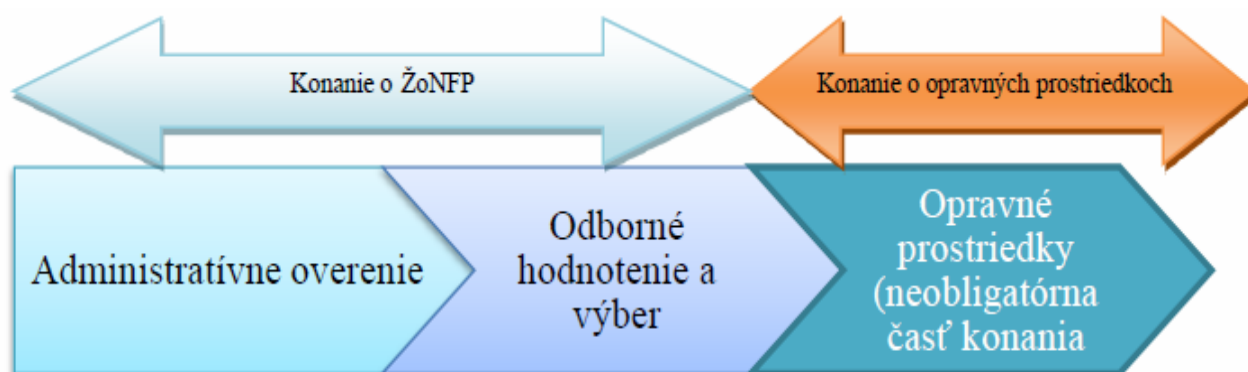 Konanie o ŽoNFP
Konanie o opravných prostriedkoch
Administratívne overenie
Odborné
hodnotenie a
výber
Opravné
prostriedky
(neobligatórna
časť konania